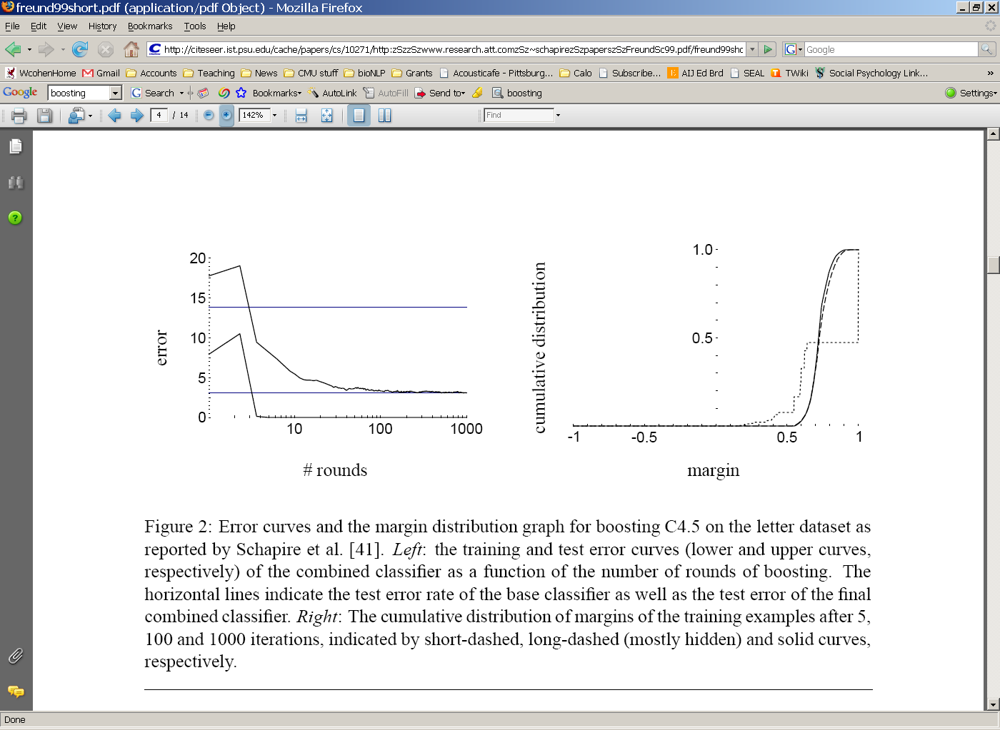 freund99short.pdf (application/pdf Object) - Mozilla Firefox
File Edit View History Bookmarks Tools Help
http://citeseer.ist.psu.edu/cache/papers/cs/10271/http:zSzzSzwww.research.att.comzSz~schapirezSzpaperszSzFreundSc99.pdf/freund99shc
Google
WcohenHome Gmail Accounts Teaching News CMU stuff bioNLP Grants Acousticafe - Pittsburg... Calo Subscribe... AIJ Ed Brd SEAL TWiki Social Psychology Link... »
Google boosting Search Bookmarks AutoLink AutoFill Send to boosting Settings
4 / 14 142% Find
20
15
10
5
0
error
10 100 1000
# rounds
1.0
0.5
cumulative distribution
-1 -0.5 0.5 1
margin
Figure 2: Error curves and the margin distribution graph for boosting C4.5 on the letter dataset as
reported by Schapire et al. [41]. Left: the training and test error curves (lower and upper curves,
respectively) of the combined classifier as a function of the number of rounds of boosting. The
horizontal lines indicate the test error rate of the base classifier as well as the test error of the final
combined classifier. Right: The cumulative distribution of margins of the training examples after 5,
100 and 1000 iterations, indicated by short-dashed, long-dashed (mostly hidden) and solid curves,
respectively.
Done